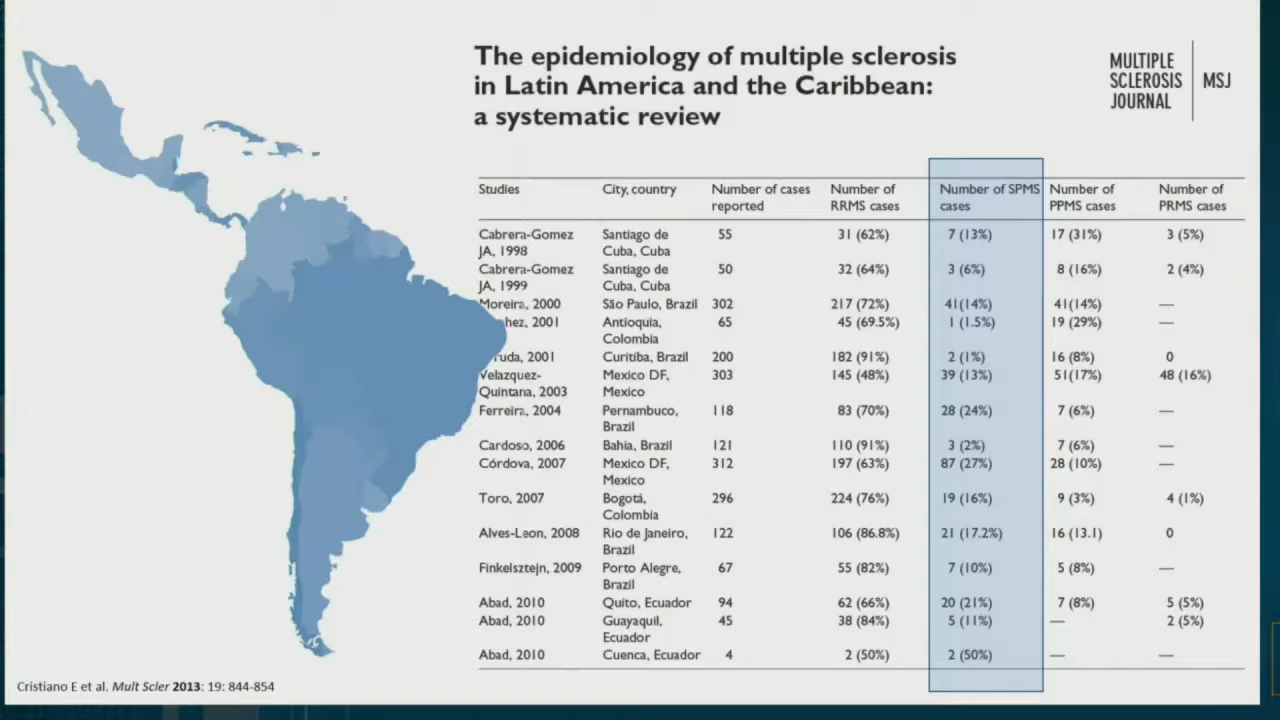 The epidemiology of multiple sclerosis
in Latin America and the Caribbean:
a systematic review
MULTIPLE
SCLEROSIS
JOURNAL
MSJ
Studies City, country Number of cases reported Number of RRMS cases Number of SPMS cases Number of PPMS cases Number of PRMS cases
Cabrera-Gomez JA, 1998 Santiago de Cuba, Cuba 55 31 (62%) 7 (13%) 17 (31%) 3 (5%)
Cabrera-Gomez JA, 1999 Santiago de Cuba, Cuba 50 32 (64%) 3 (6%) 8 (16%) 2 (4%)
Moreira, 2000 São Paulo, Brazil 302 217 (72%) 41(14%) 41(14%) —
2001 Antioquia, Colombia 65 45 (69.5%) 1 (1.5%) 19 (29%) —
2001 Curitiba, Brazil 200 182 (91%) 2 (1%) 16 (8%) 0
Velazquez-Quintana, 2003 Mexico DF, Mexico 303 145 (48%) 39 (13%) 51(17%) 48 (16%)
Ferreira, 2004 Pernambuco, Brazil 118 83 (70%) 28 (24%) 7 (6%) —
Cardoso, 2006 Bahia, Brazil 121 110 (91%) 3 (2%) 7 (6%) —
Córdova, 2007 Mexico DF, Mexico 312 197 (63%) 87 (27%) 28 (10%) —
Toro, 2007 Bogotá, Colombia 296 224 (76%) 19 (16%) 9 (3%) 4 (1%)
Alves-Leon, 2008 Rio de Janeiro, Brazil 122 106 (86.8%) 21 (17.2%) 16 (13.1) 0
Finkelsztejn, 2009 Porto Alegre, Brazil 67 55 (82%) 7 (10%) 5 (8%) —
Abad, 2010 Quito, Ecuador 94 62 (66%) 20 (21%) 7 (8%) 5 (5%)
Abad, 2010 Guayaquil, Ecuador 45 38 (84%) 5 (11%) — 2 (5%)
Abad, 2010 Cuenca, Ecuador 4 2 (50%) 2 (50%) — —
Cristiano E et al. Mult Scler 2013: 19: 844-854